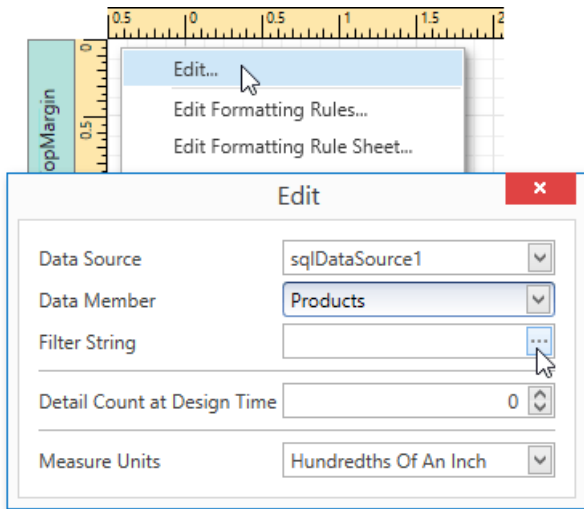 0.5 0 0.5 1 1.5 2
0
Edit...
opMargin
0.5
Edit Formatting Rules...
Edit Formatting Rule Sheet...
Edit
Data Source sqlDataSource1
Data Member Products
Filter String ...
Detail Count at Design Time 0
Measure Units Hundredths Of An Inch